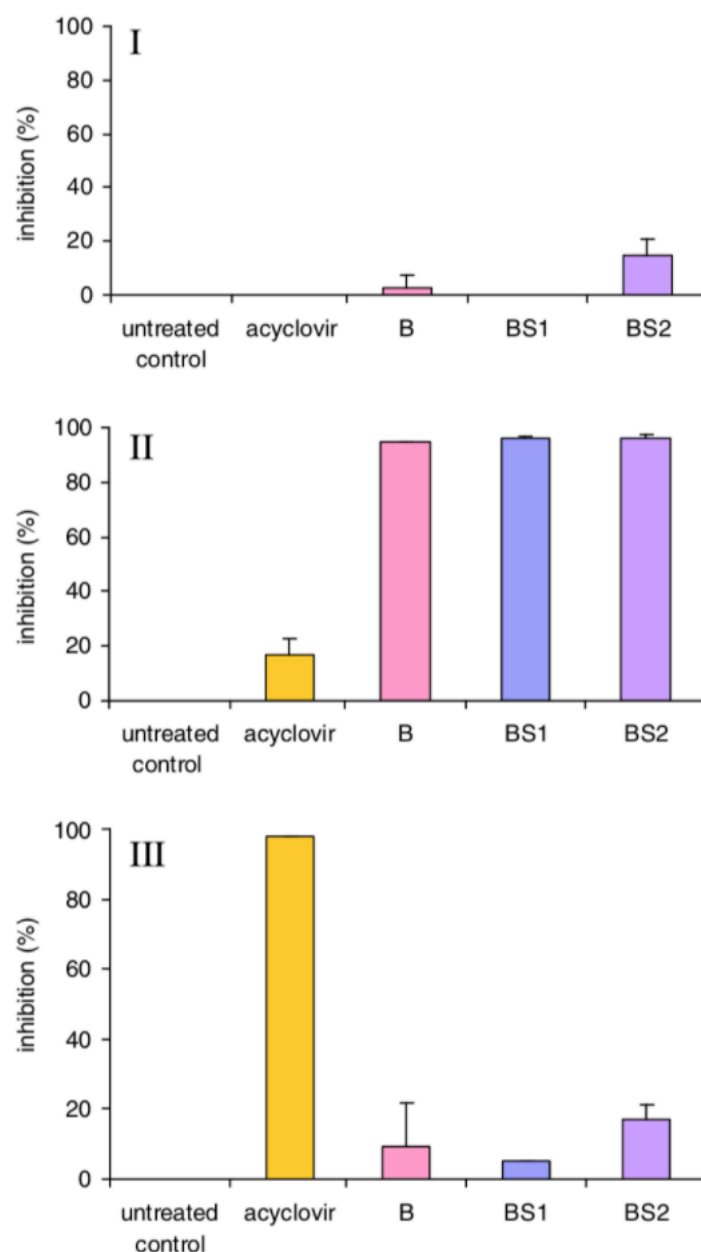 I
100
80
60
40
20
0
inhibition (%)
untreated control
acyclovir
B
BS1
BS2
II
100
80
60
40
20
0
inhibition (%)
untreated control
acyclovir
B
BS1
BS2
III
100
80
60
40
20
0
inhibition (%)
untreated control
acyclovir
B
BS1
BS2